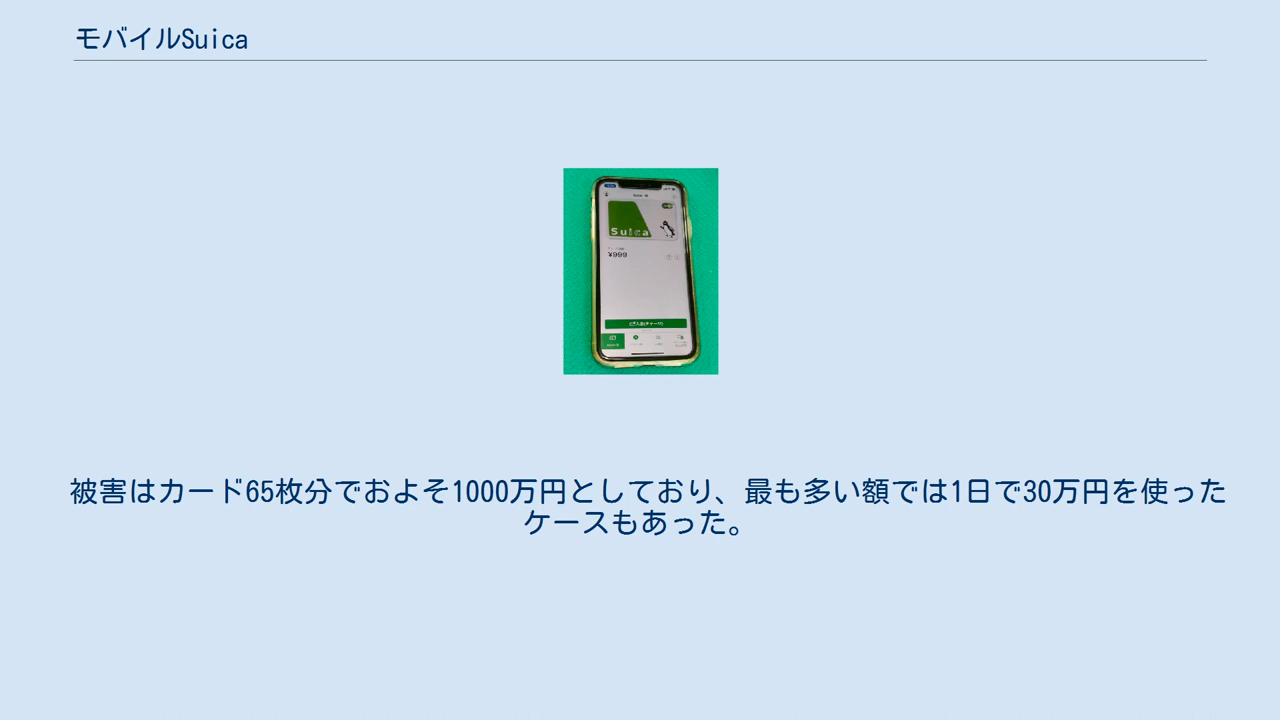 モバイルSuica
Suica
¥999
被害はカード65枚分でおよそ1000万円としており、最も多い額では1日で30万円を使った
ケースもあった。